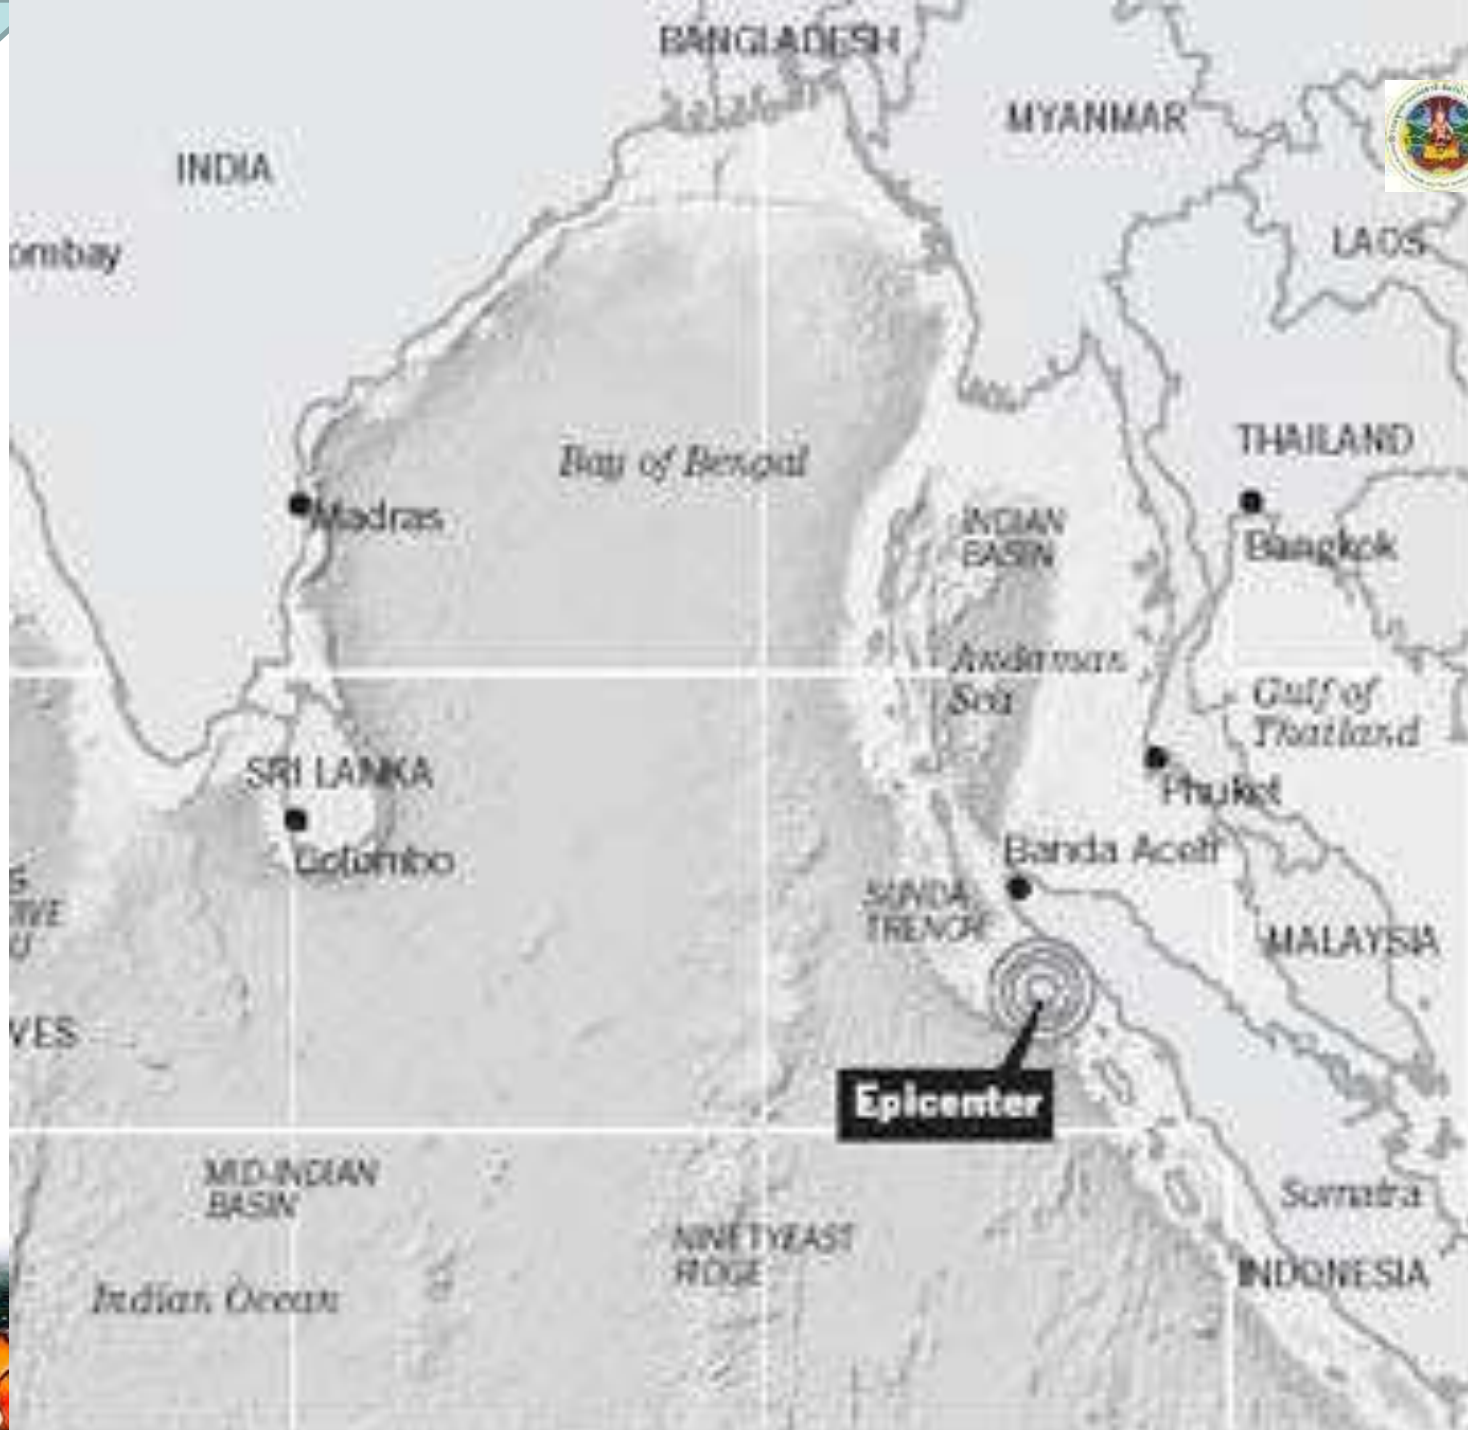 BANGLADESH
MYANMAR
INDIA
LAOS
ombay
THAILAND
Bay of Bengal
Madras
INDIAN
BASIN
Bangkok
Andaman
Sea
Gulf of
Thailand
SRI LANKA
Phuket
Colombo
Banda Aceh
SUNDA
TRENCH
IVE
U
MALAYSIA
VES
Epicenter
MID-INDIAN
BASIN
Sumatra
NINETYEAST
RIDGE
INDONESIA
Indian Ocean